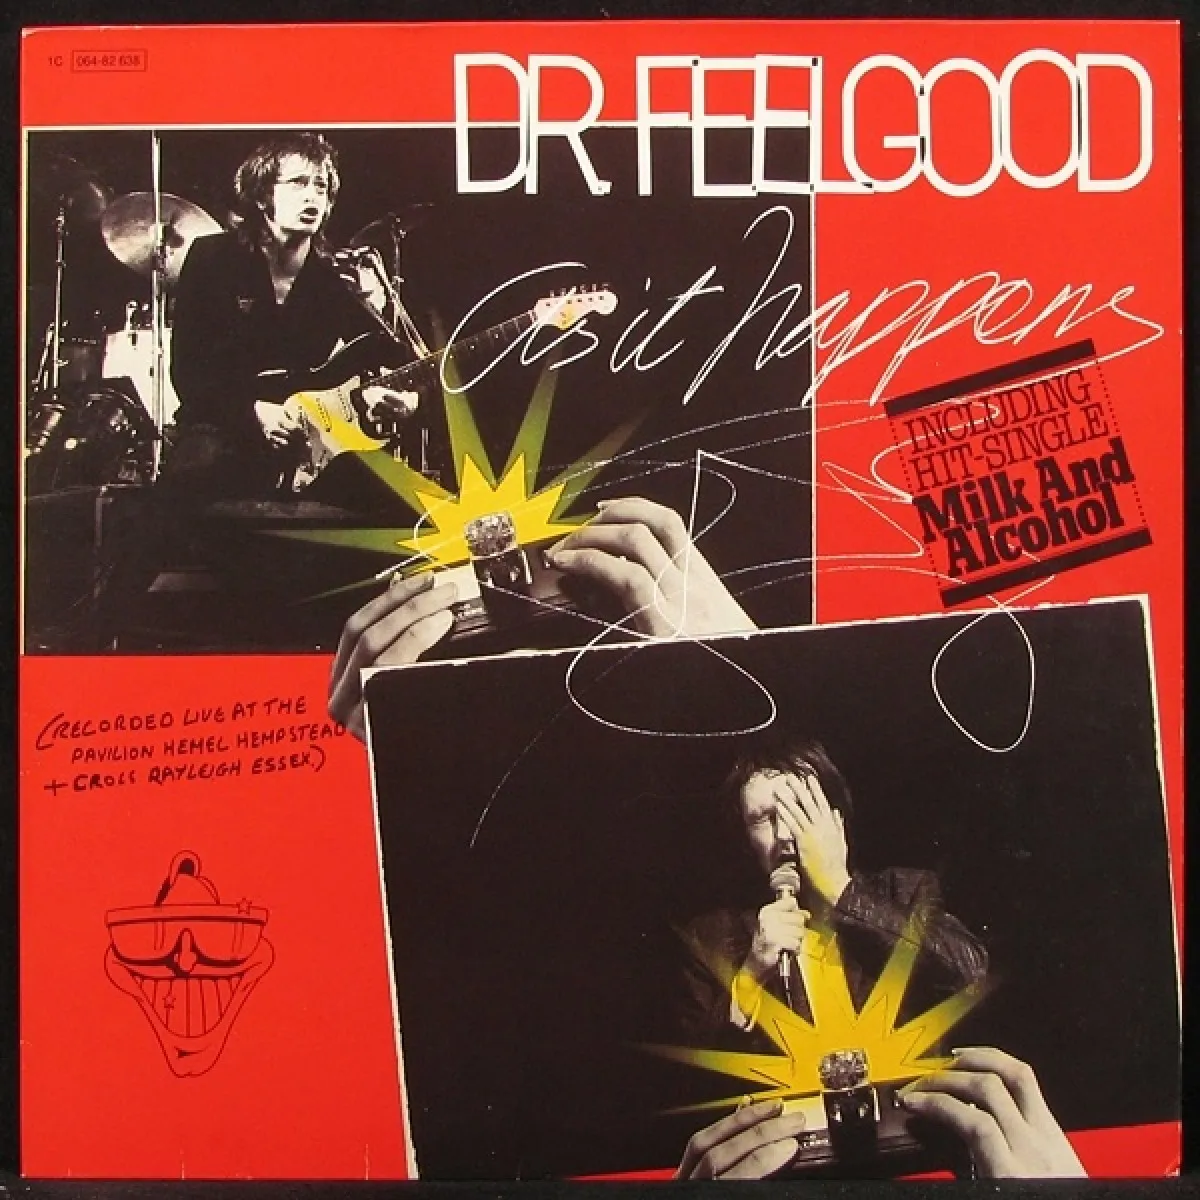 1C 064-82 638
DR. FEELGOOD
As it happens
INCLUDING
HIT-SINGLE
Milk And
Alcohol
(RECORDED LIVE AT THE
PAVILION HEMEL HEMPSTEAD
+ CROCS RAYLEIGH ESSEX.)